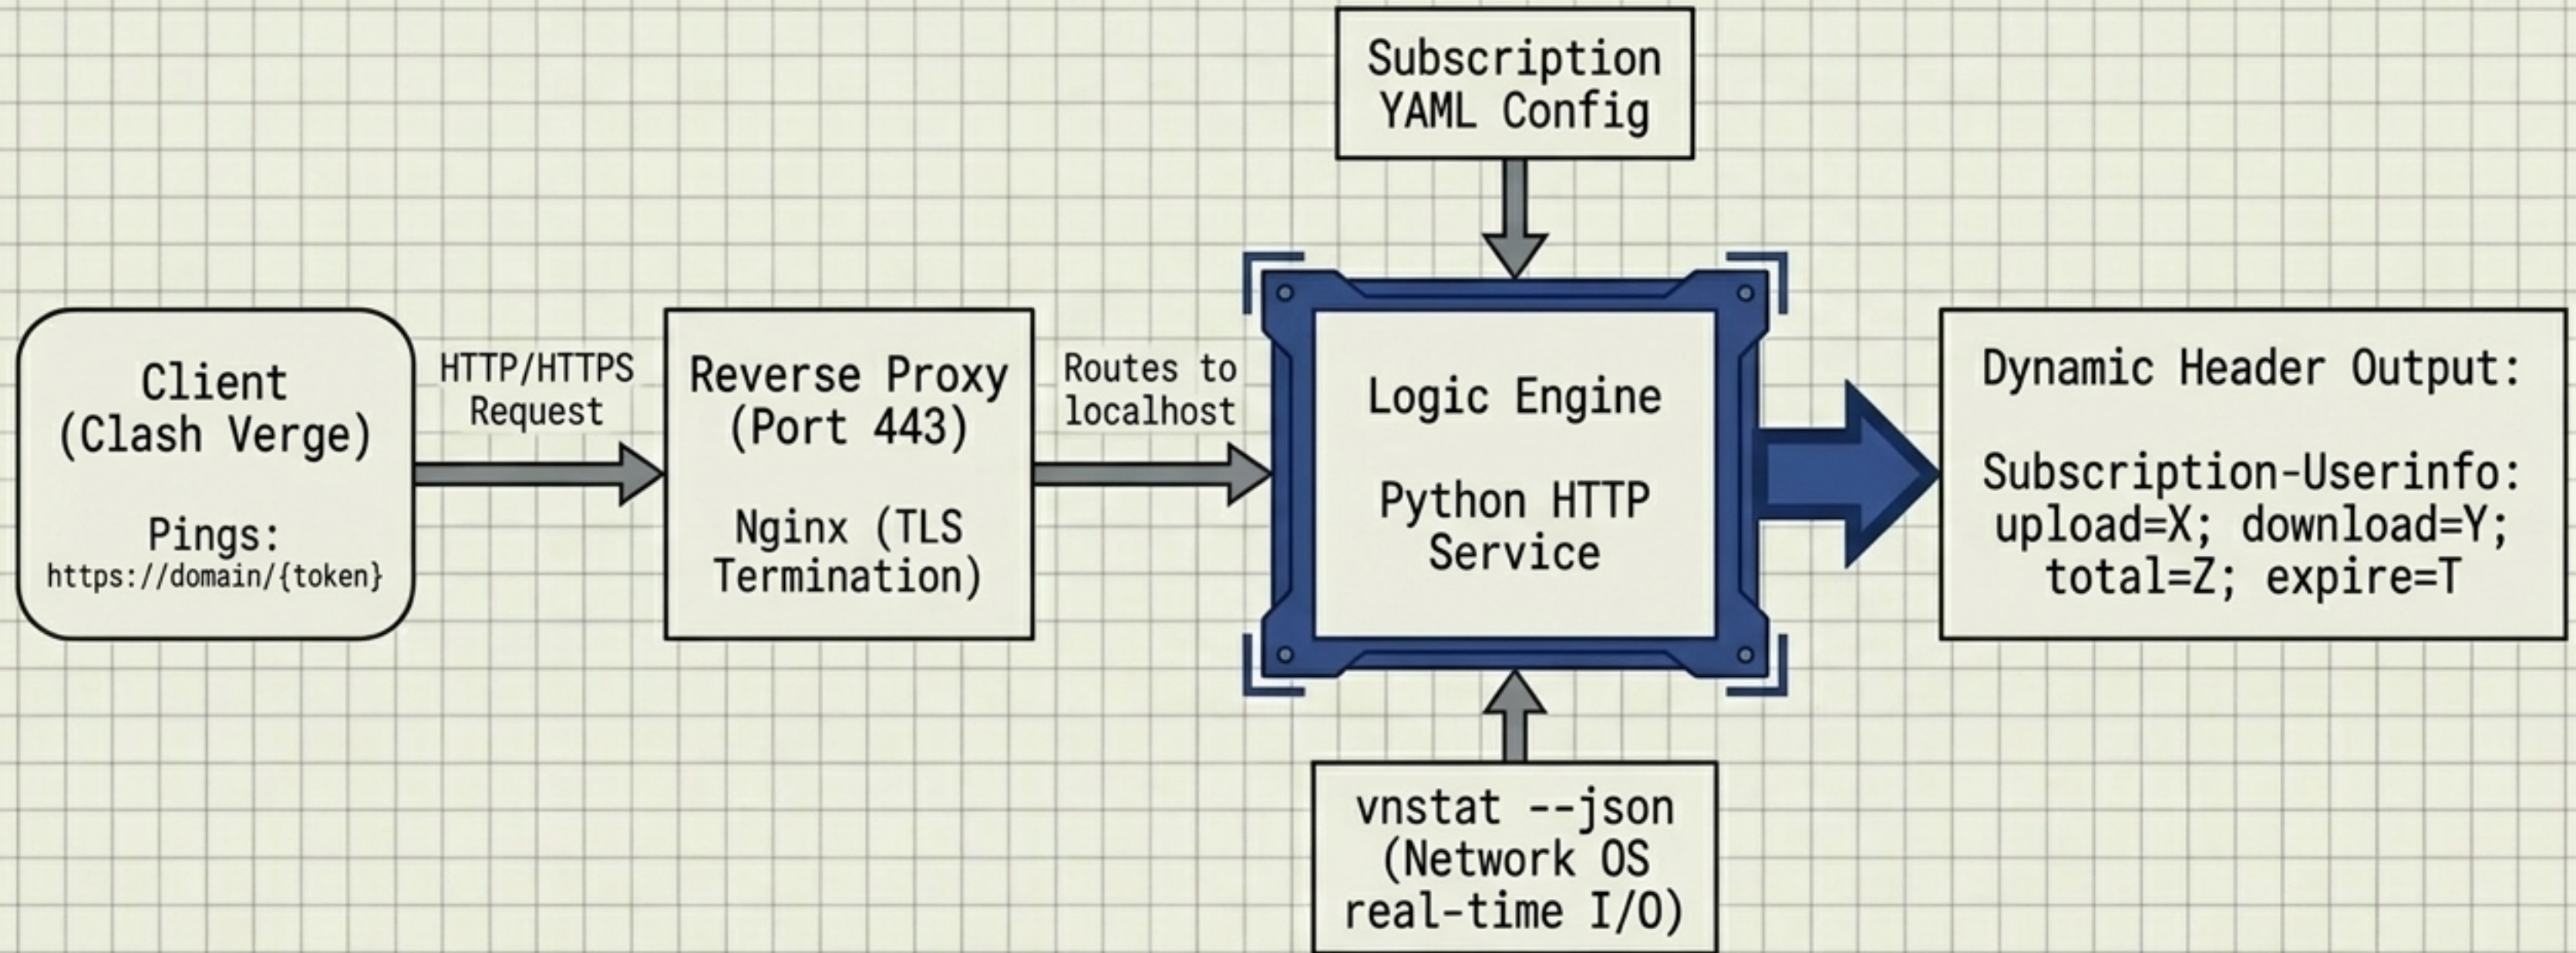 Subscription
YAML Config
Client
(Clash Verge)
Pings:
https://domain/{token}
HTTP/HTTPS
Request
Reverse Proxy
(Port 443)
Nginx (TLS
Termination)
Routes to
localhost
Logic Engine
Python HTTP
Service
Dynamic Header Output:
Subscription-Userinfo:
upload=X; download=Y;
total=Z; expire=T
vnstat --json
(Network OS
real-time I/O)